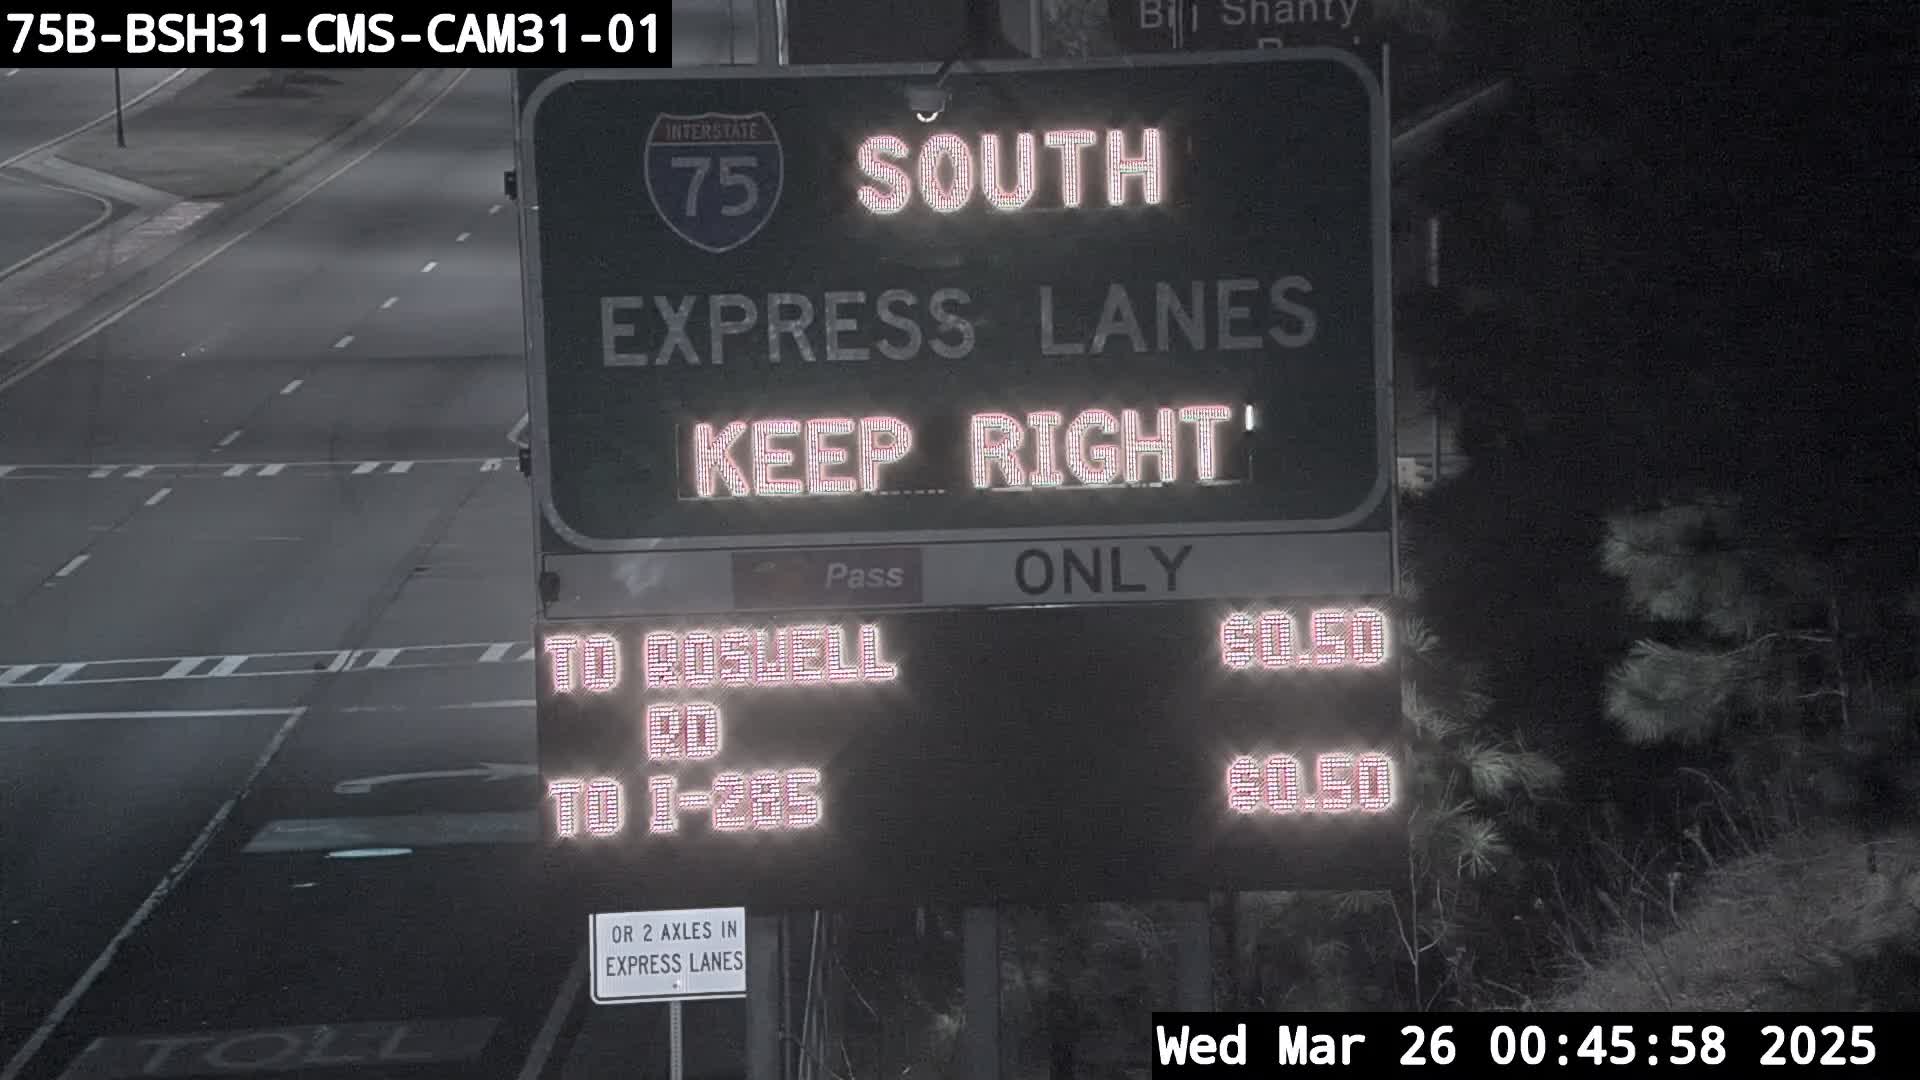 75B-BSH31-CMS-CAM31-01
Shanty
INTERSTATE
75
SOUTH
EXPRESS LANES
KEEP RIGHT
Pass ONLY
TO ROSWELL $0.50
RD
TO I-285 $0.50
OR 2 AXLES IN
EXPRESS LANES
TOLL
Wed Mar 26 00:45:58 2025